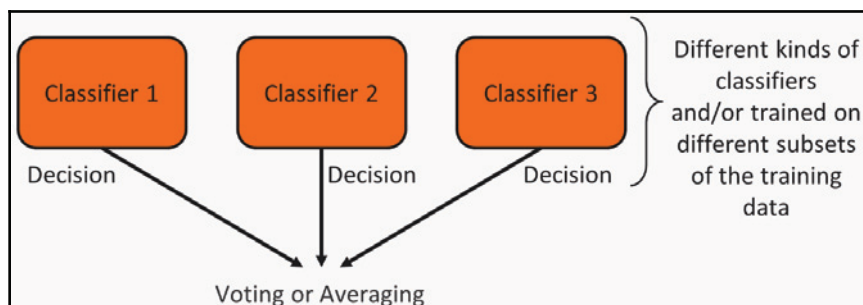 Classifier 1
Classifier 2
Classifier 3
Different kinds of
classifiers
and/or trained on
different subsets
of the training
data
Decision
Decision
Decision
Voting or Averaging